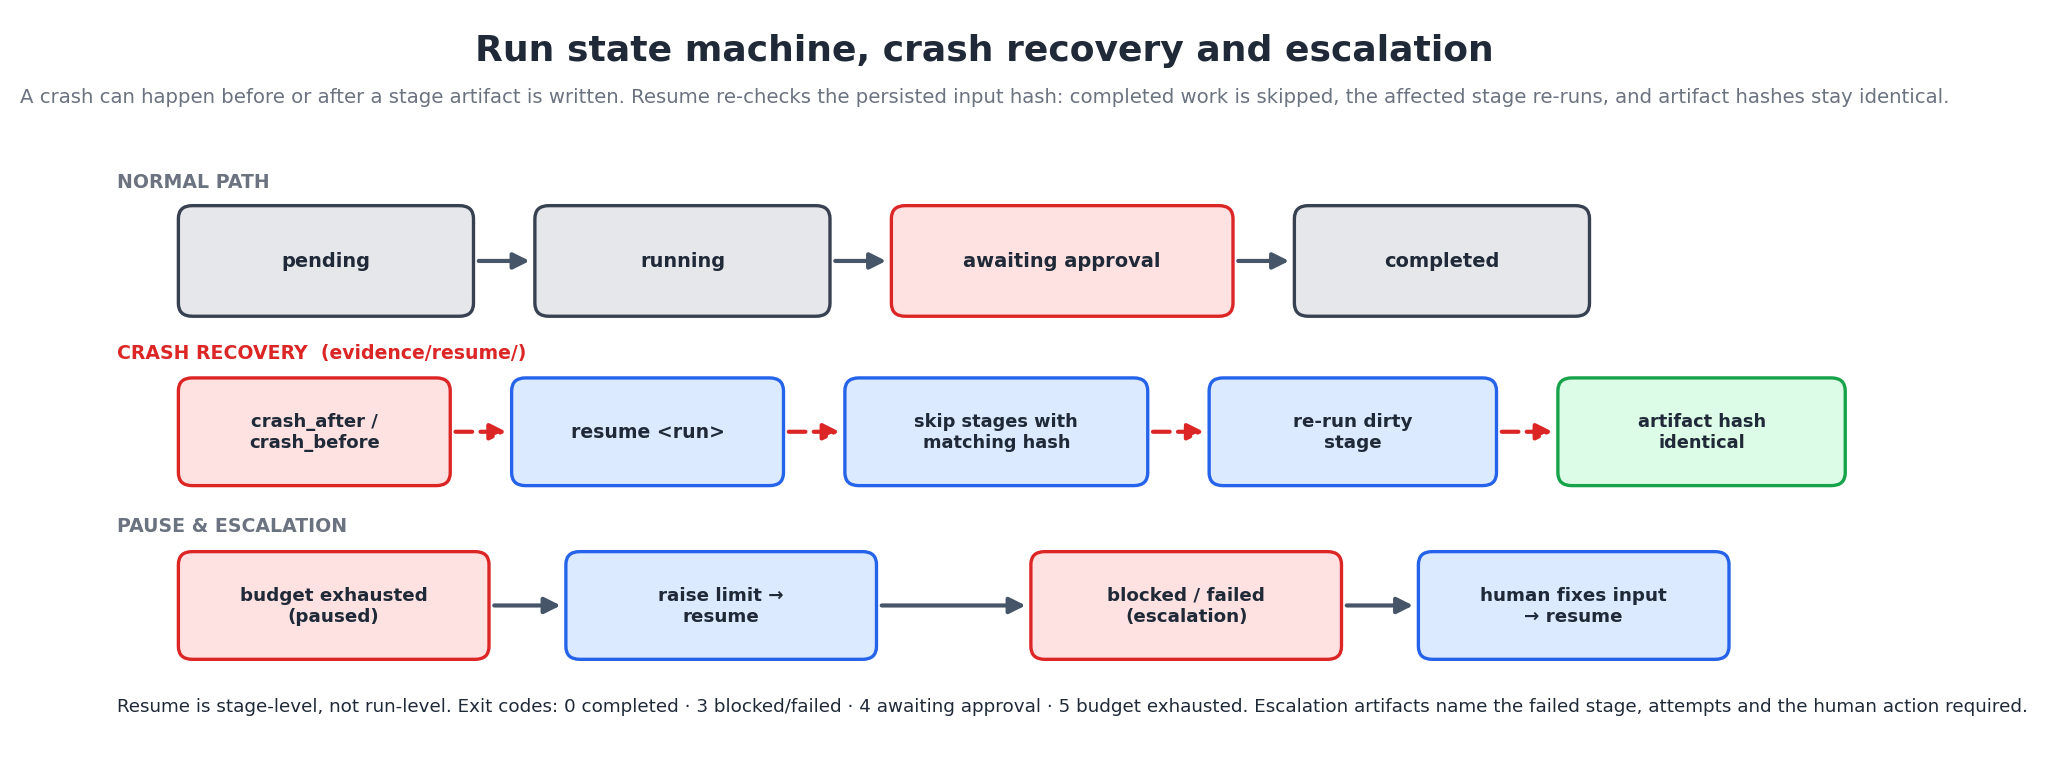 Run state machine, crash recovery and escalation
A crash can happen before or after a stage artifact is written. Resume re-checks the persisted input hash: completed work is skipped, the affected stage re-runs, and artifact hashes stay identical.
NORMAL PATH
pending
running
awaiting approval
completed
CRASH RECOVERY (evidence/resume/)
crash_after /
crash_before
resume <run>
skip stages with
matching hash
re-run dirty
stage
artifact hash
identical
PAUSE & ESCALATION
budget exhausted
(paused)
raise limit →
resume
blocked / failed
(escalation)
human fixes input
→ resume
Resume is stage-level, not run-level. Exit codes: 0 completed · 3 blocked/failed · 4 awaiting approval · 5 budget exhausted. Escalation artifacts name the failed stage, attempts and the human action required.